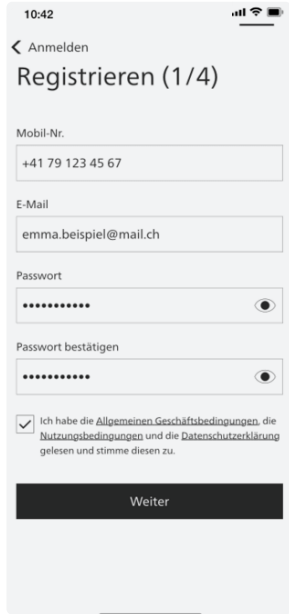 10:42
Anmelden
Registrieren (1/4)
Mobil-Nr.
+41 79 123 45 67
E-Mail
emma.beispiel@mail.ch
Passwort
•••••••••••
Passwort bestätigen
•••••••••••
Ich habe die Allgemeinen Geschäftsbedingungen, die
Nutzungsbedingungen und die Datenschutzerklärung
gelesen und stimme diesen zu.
Weiter